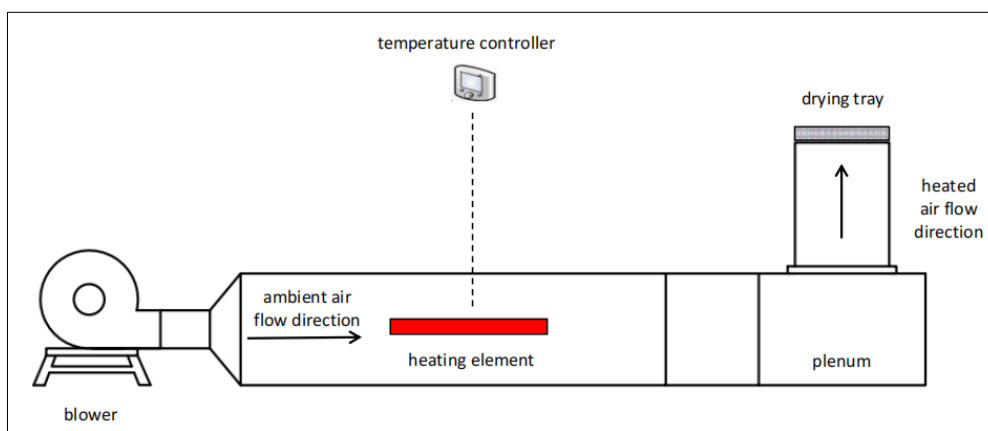 temperature controller
drying tray
heated
air flow
direction
ambient air
flow direction
heating element
plenum
blower